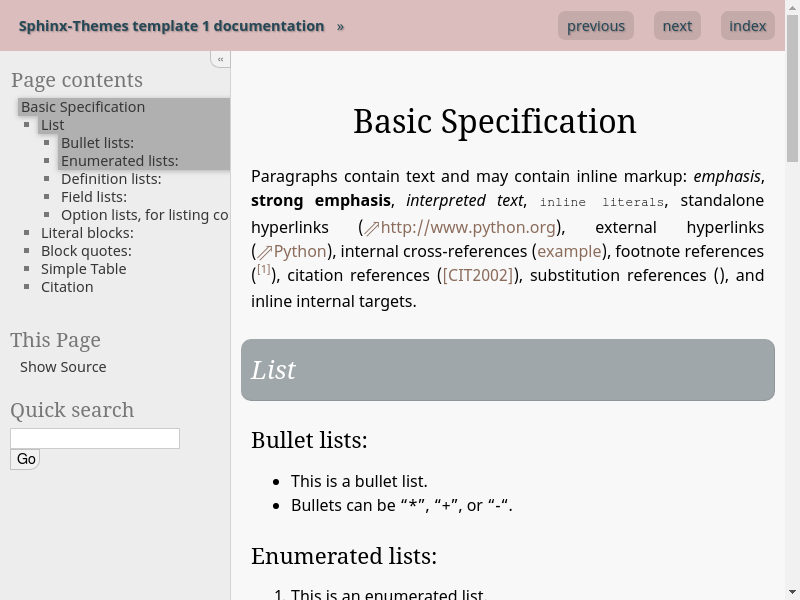 Sphinx-Themes template 1 documentation »
previous
next
index
«
Page contents
Basic Specification
List
Bullet lists:
Enumerated lists:
Definition lists:
Field lists:
Option lists, for listing co
Literal blocks:
Block quotes:
Simple Table
Citation
This Page
Show Source
Quick search
Go
Basic Specification
Paragraphs contain text and may contain inline markup: emphasis,
strong emphasis, interpreted text, inline literals, standalone
hyperlinks (http://www.python.org), external hyperlinks
(Python), internal cross-references (example), footnote references
([1]), citation references ([CIT2002]), substitution references (), and
inline internal targets.
List
Bullet lists:
• This is a bullet list.
• Bullets can be “*”, “+”, or “-“.
Enumerated lists:
1. This is an enumerated list.